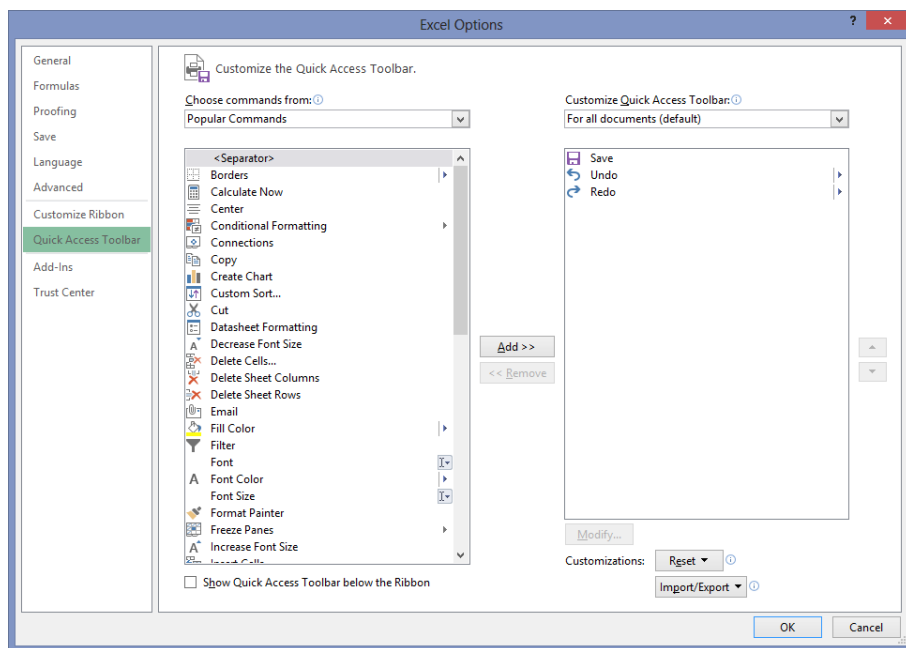 Excel Options
?
General
Formulas
Proofing
Save
Language
Advanced
Customize Ribbon
Quick Access Toolbar
Add-Ins
Trust Center
Customize the Quick Access Toolbar.
Choose commands from:
Popular Commands
<Separator>
Borders
Calculate Now
Center
Conditional Formatting
Connections
Copy
Create Chart
Custom Sort...
Cut
Datasheet Formatting
Decrease Font Size
Delete Cells...
Delete Sheet Columns
Delete Sheet Rows
Email
Fill Color
Filter
Font
Font Color
Font Size
Format Painter
Freeze Panes
Increase Font Size
Show Quick Access Toolbar below the Ribbon
Add >>
<< Remove
Customize Quick Access Toolbar:
For all documents (default)
Save
Undo
Redo
Modify...
Customizations:
Reset
Import/Export
OK
Cancel